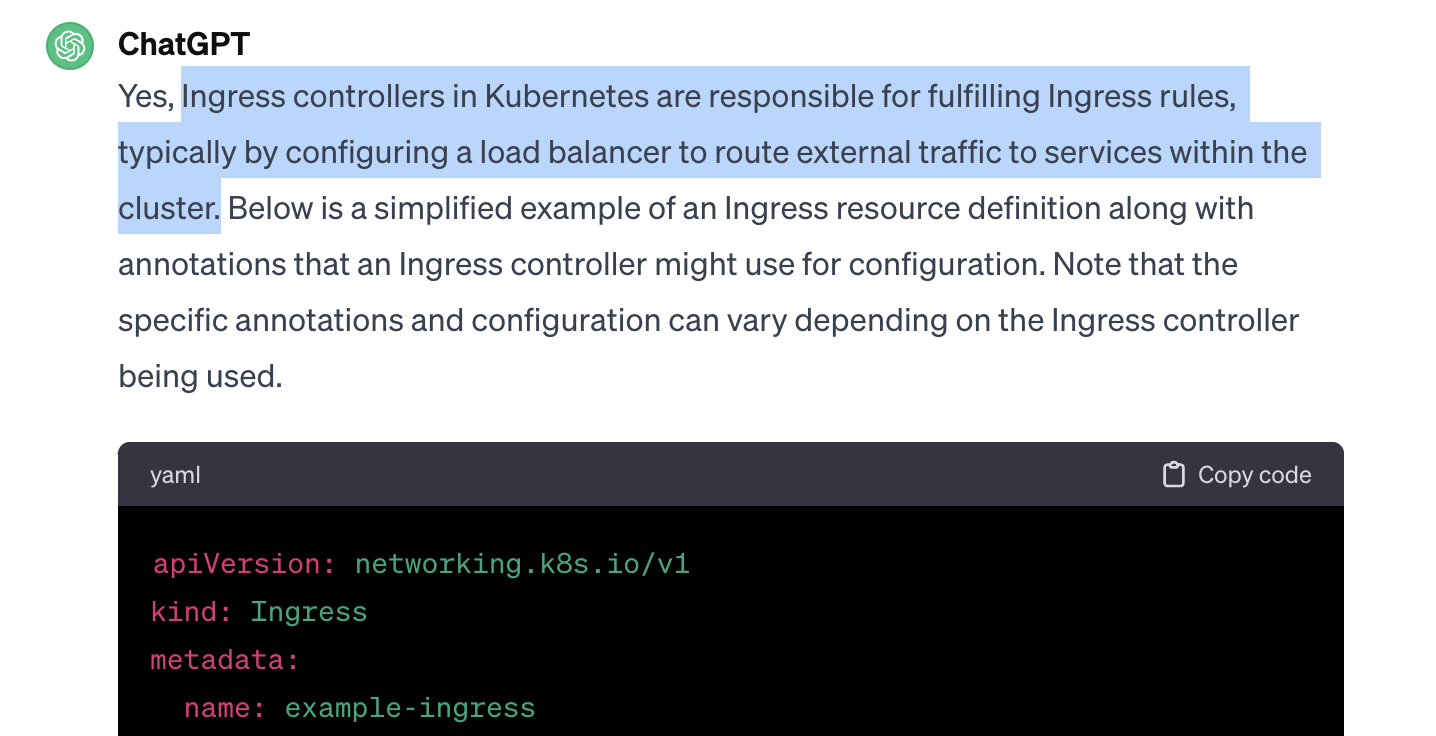 ChatGPT
Yes, Ingress controllers in Kubernetes are responsible for fulfilling Ingress rules,
typically by configuring a load balancer to route external traffic to services within the
cluster. Below is a simplified example of an Ingress resource definition along with
annotations that an Ingress controller might use for configuration. Note that the
specific annotations and configuration can vary depending on the Ingress controller
being used.
yaml Copy code
apiVersion: networking.k8s.io/v1
kind: Ingress
metadata:
  name: example-ingress